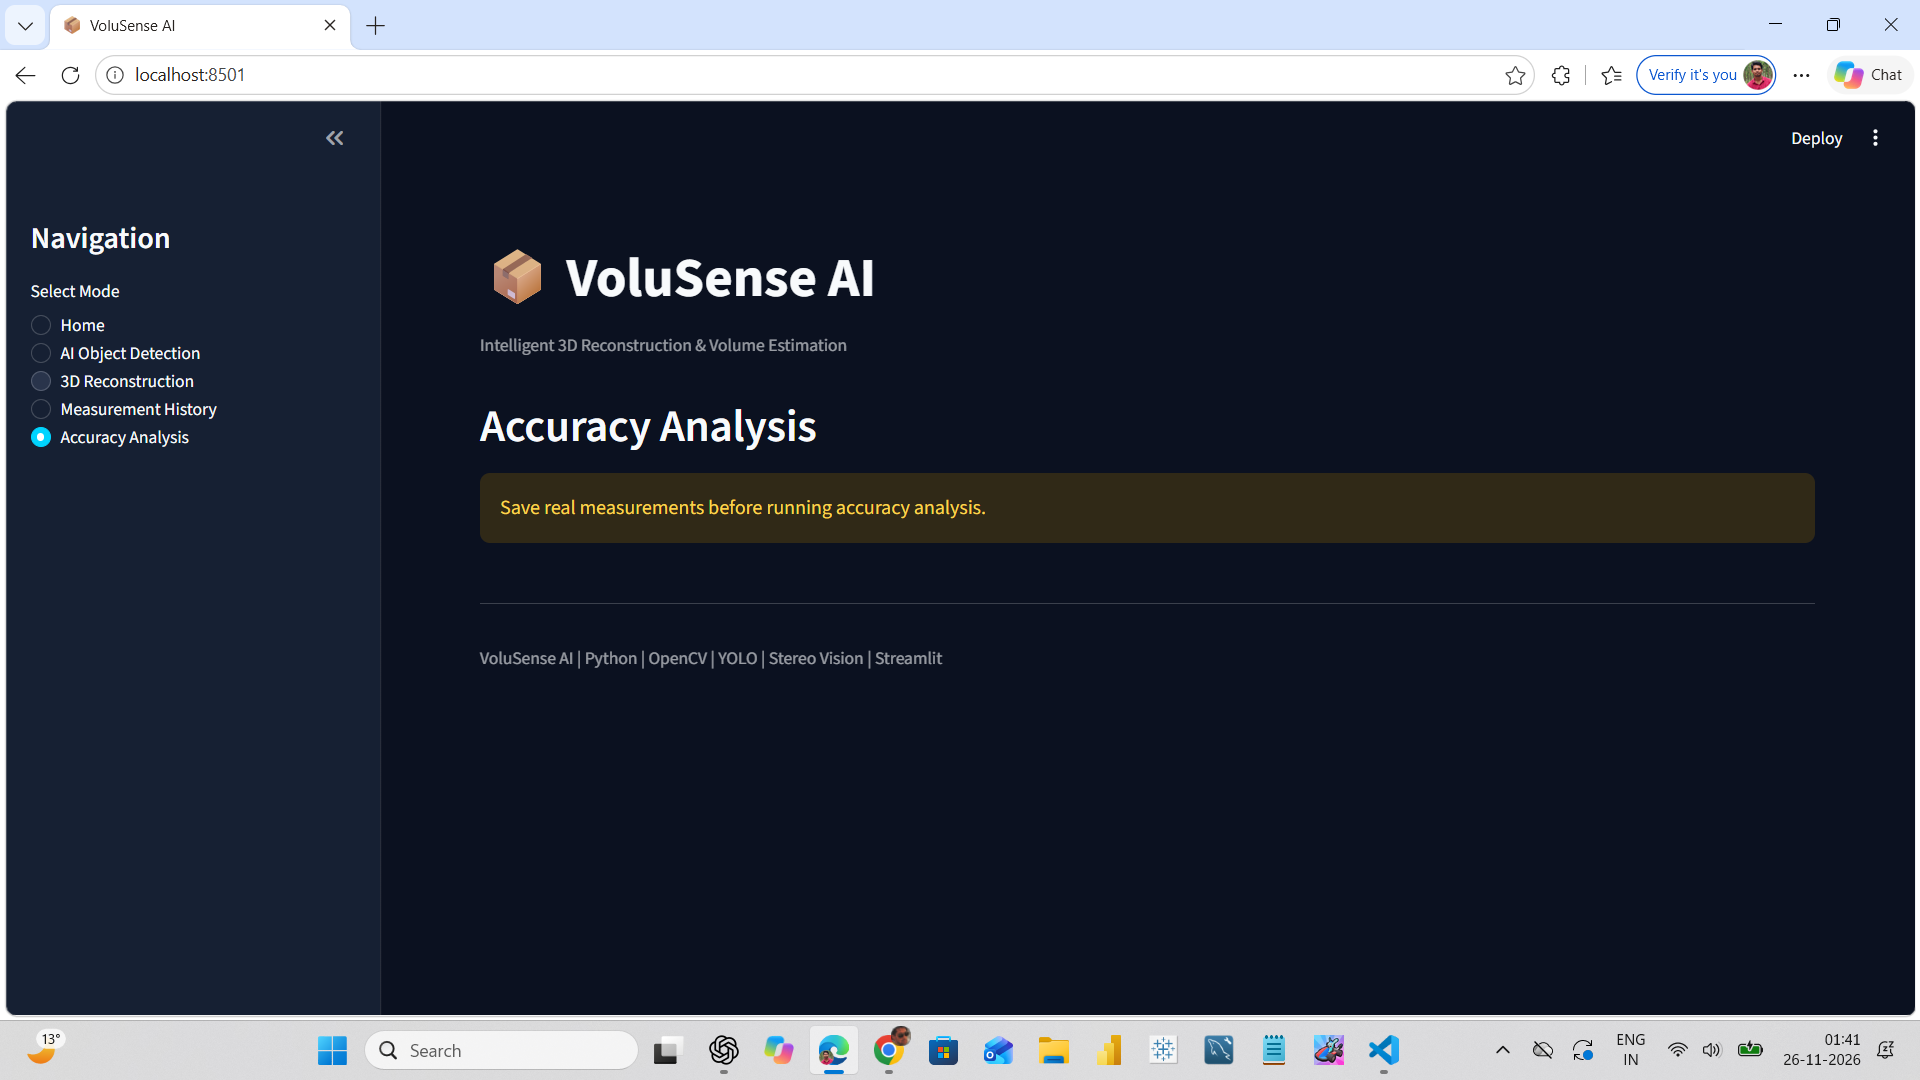 VoluSense AI
localhost:8501
Verify it's you
Chat
Deploy
Navigation
Select Mode
Home
AI Object Detection
3D Reconstruction
Measurement History
Accuracy Analysis
VoluSense AI
Intelligent 3D Reconstruction & Volume Estimation
Accuracy Analysis
Save real measurements before running accuracy analysis.
VoluSense AI | Python | OpenCV | YOLO | Stereo Vision | Streamlit
13°
Search
ENG
IN
01:41
26-11-2026